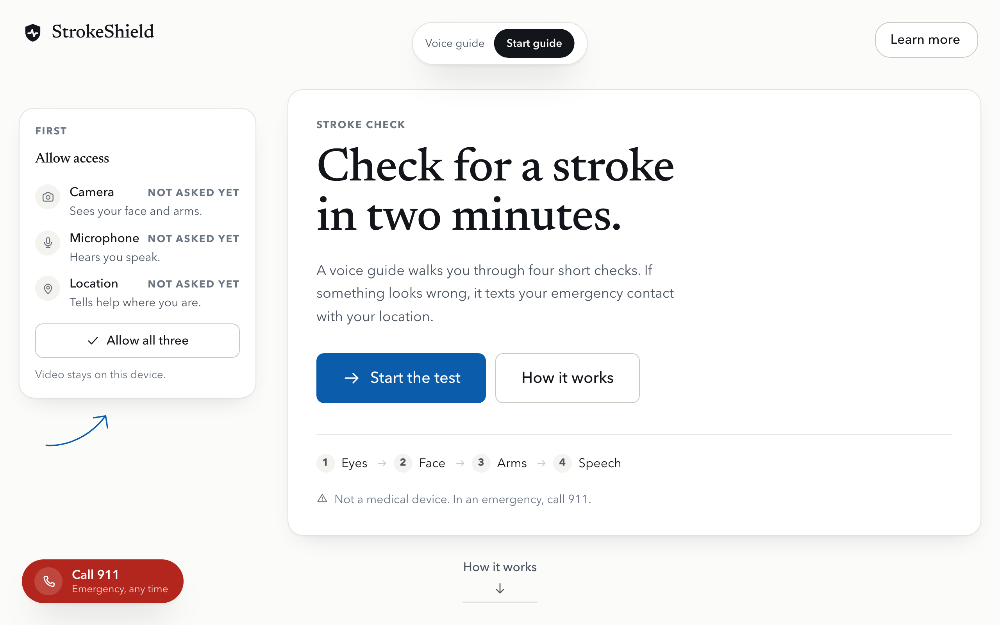 StrokeShield
Voice guide
Start guide
Learn more
FIRST
Allow access
Camera NOT ASKED YET
Sees your face and arms.
Microphone NOT ASKED YET
Hears you speak.
Location NOT ASKED YET
Tells help where you are.
Allow all three
Video stays on this device.
STROKE CHECK
Check for a stroke
in two minutes.
A voice guide walks you through four short checks. If
something looks wrong, it texts your emergency contact
with your location.
Start the test
How it works
1 Eyes 2 Face 3 Arms 4 Speech
Not a medical device. In an emergency, call 911.
Call 911
Emergency, any time
How it works